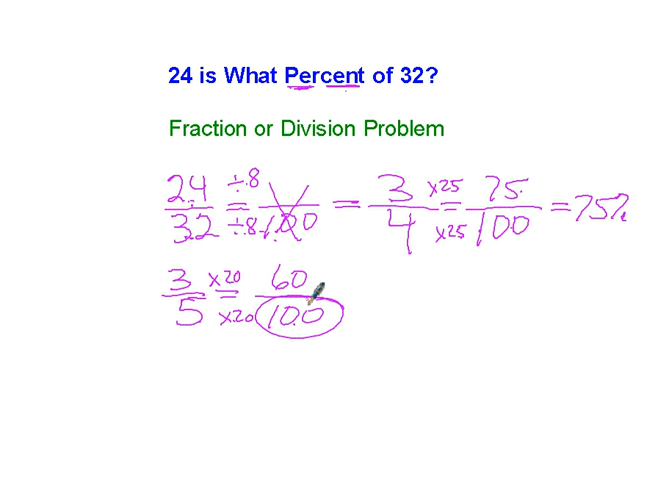 24 is What Percent of 32?
Fraction or Division Problem
24/32 ÷8/÷8 = /100 = 3/4 x25/x25 = 75/100 = 75%
3/5 x20/x20 = 60/100